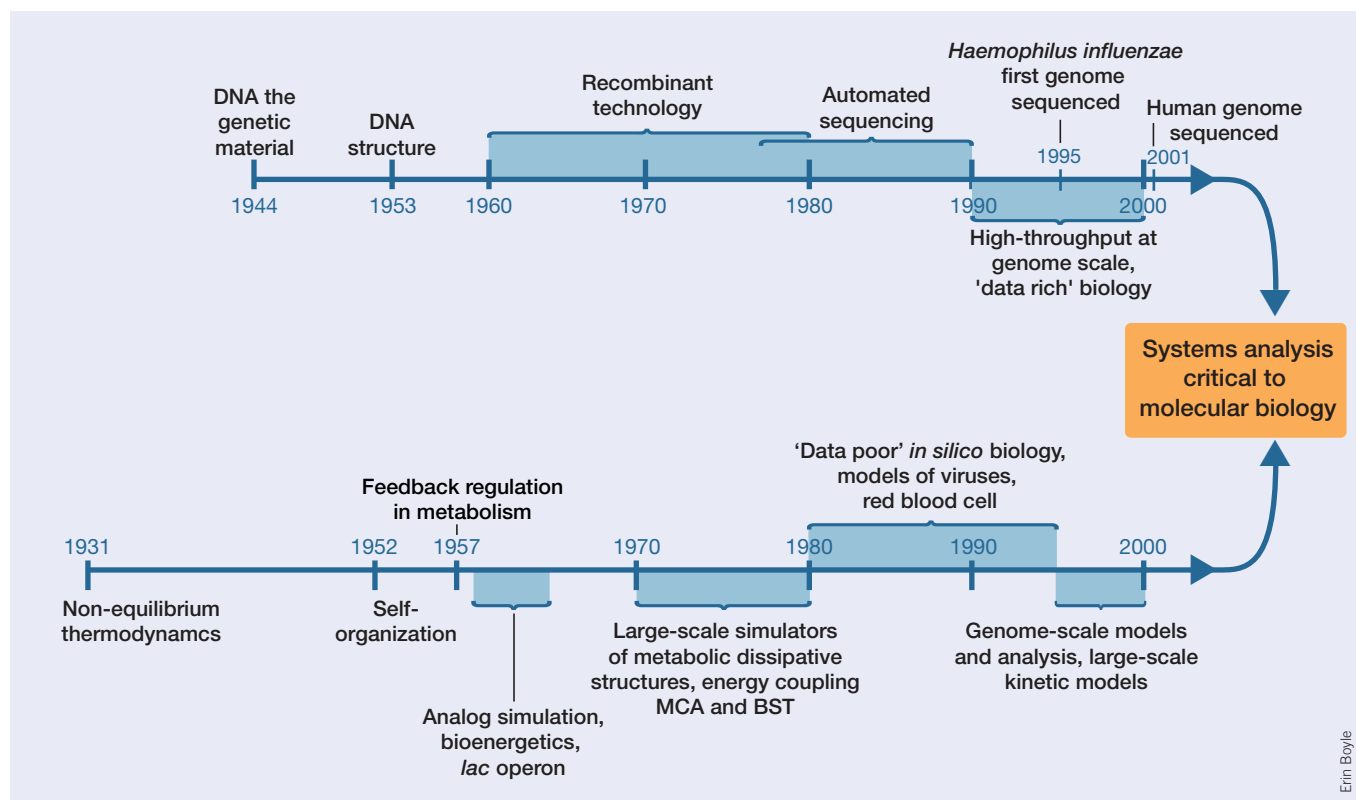 DNA the
genetic
material
DNA
structure
Recombinant
technology
Automated
sequencing
Haemophilus influenzae
first genome
sequenced
Human genome
sequenced
1995
2001
1944
1953
1960
1970
1980
1990
2000
High-throughput at
genome scale,
'data rich' biology
Systems analysis
critical to
molecular biology
‘Data poor’ in silico biology,
models of viruses,
red blood cell
Feedback regulation
in metabolism
1931
1952
1957
1970
1980
1990
2000
Non-equilibrium
thermodynamcs
Self-
organization
Large-scale simulators
of metabolic dissipative
structures, energy coupling
MCA and BST
Genome-scale models
and analysis, large-scale
kinetic models
Analog simulation,
bioenergetics,
lac operon
Erin Boyle